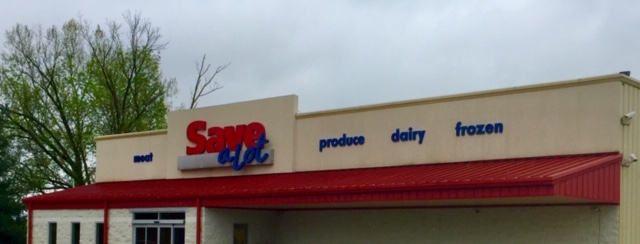 meat
Save
a lot
produce dairy frozen